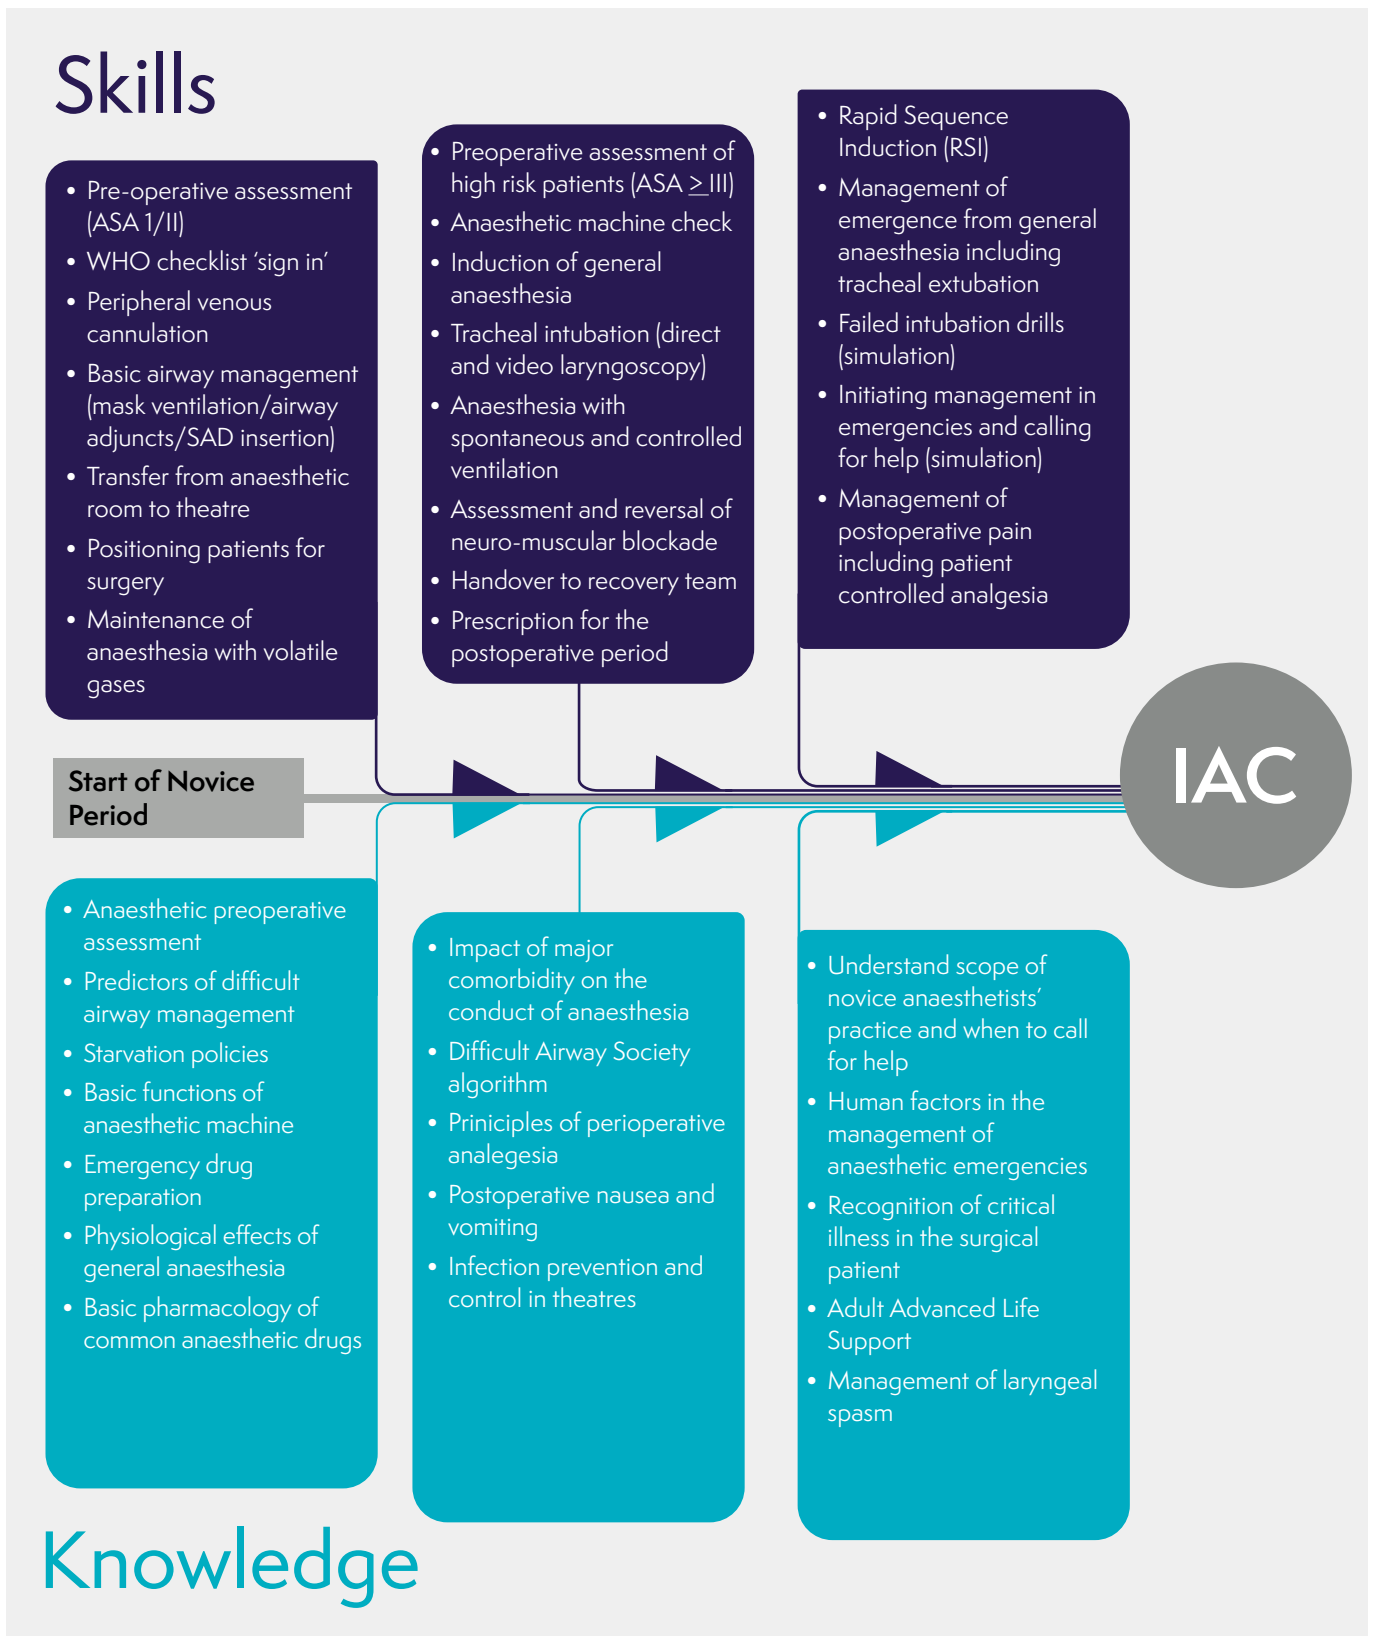 Skills
• Pre-operative assessment
(ASA 1/II)
• WHO checklist ‘sign in’
• Peripheral venous
cannulation
• Basic airway management
(mask ventilation/airway
adjuncts/SAD insertion)
• Transfer from anaesthetic
room to theatre
• Positioning patients for
surgery
• Maintenance of
anaesthesia with volatile
gases
• Preoperative assessment of
high risk patients (ASA ≥III)
• Anaesthetic machine check
• Induction of general
anaesthesia
• Tracheal intubation (direct
and video laryngoscopy)
• Anaesthesia with
spontaneous and controlled
ventilation
• Assessment and reversal of
neuro-muscular blockade
• Handover to recovery team
• Prescription for the
postoperative period
• Rapid Sequence
Induction (RSI)
• Management of
emergence from general
anaesthesia including
tracheal extubation
• Failed intubation drills
(simulation)
• Initiating management in
emergencies and calling
for help (simulation)
• Management of
postoperative pain
including patient
controlled analgesia
Start of Novice
Period
IAC
• Anaesthetic preoperative
assessment
• Predictors of difficult
airway management
• Starvation policies
• Basic functions of
anaesthetic machine
• Emergency drug
preparation
• Physiological effects of
general anaesthesia
• Basic pharmacology of
common anaesthetic drugs
• Impact of major
comorbidity on the
conduct of anaesthesia
• Difficult Airway Society
algorithm
• Priniciples of perioperative
analegesia
• Postoperative nausea and
vomiting
• Infection prevention and
control in theatres
• Understand scope of
novice anaesthetists’
practice and when to call
for help
• Human factors in the
management of
anaesthetic emergencies
• Recognition of critical
illness in the surgical
patient
• Adult Advanced Life
Support
• Management of laryngeal
spasm
Knowledge